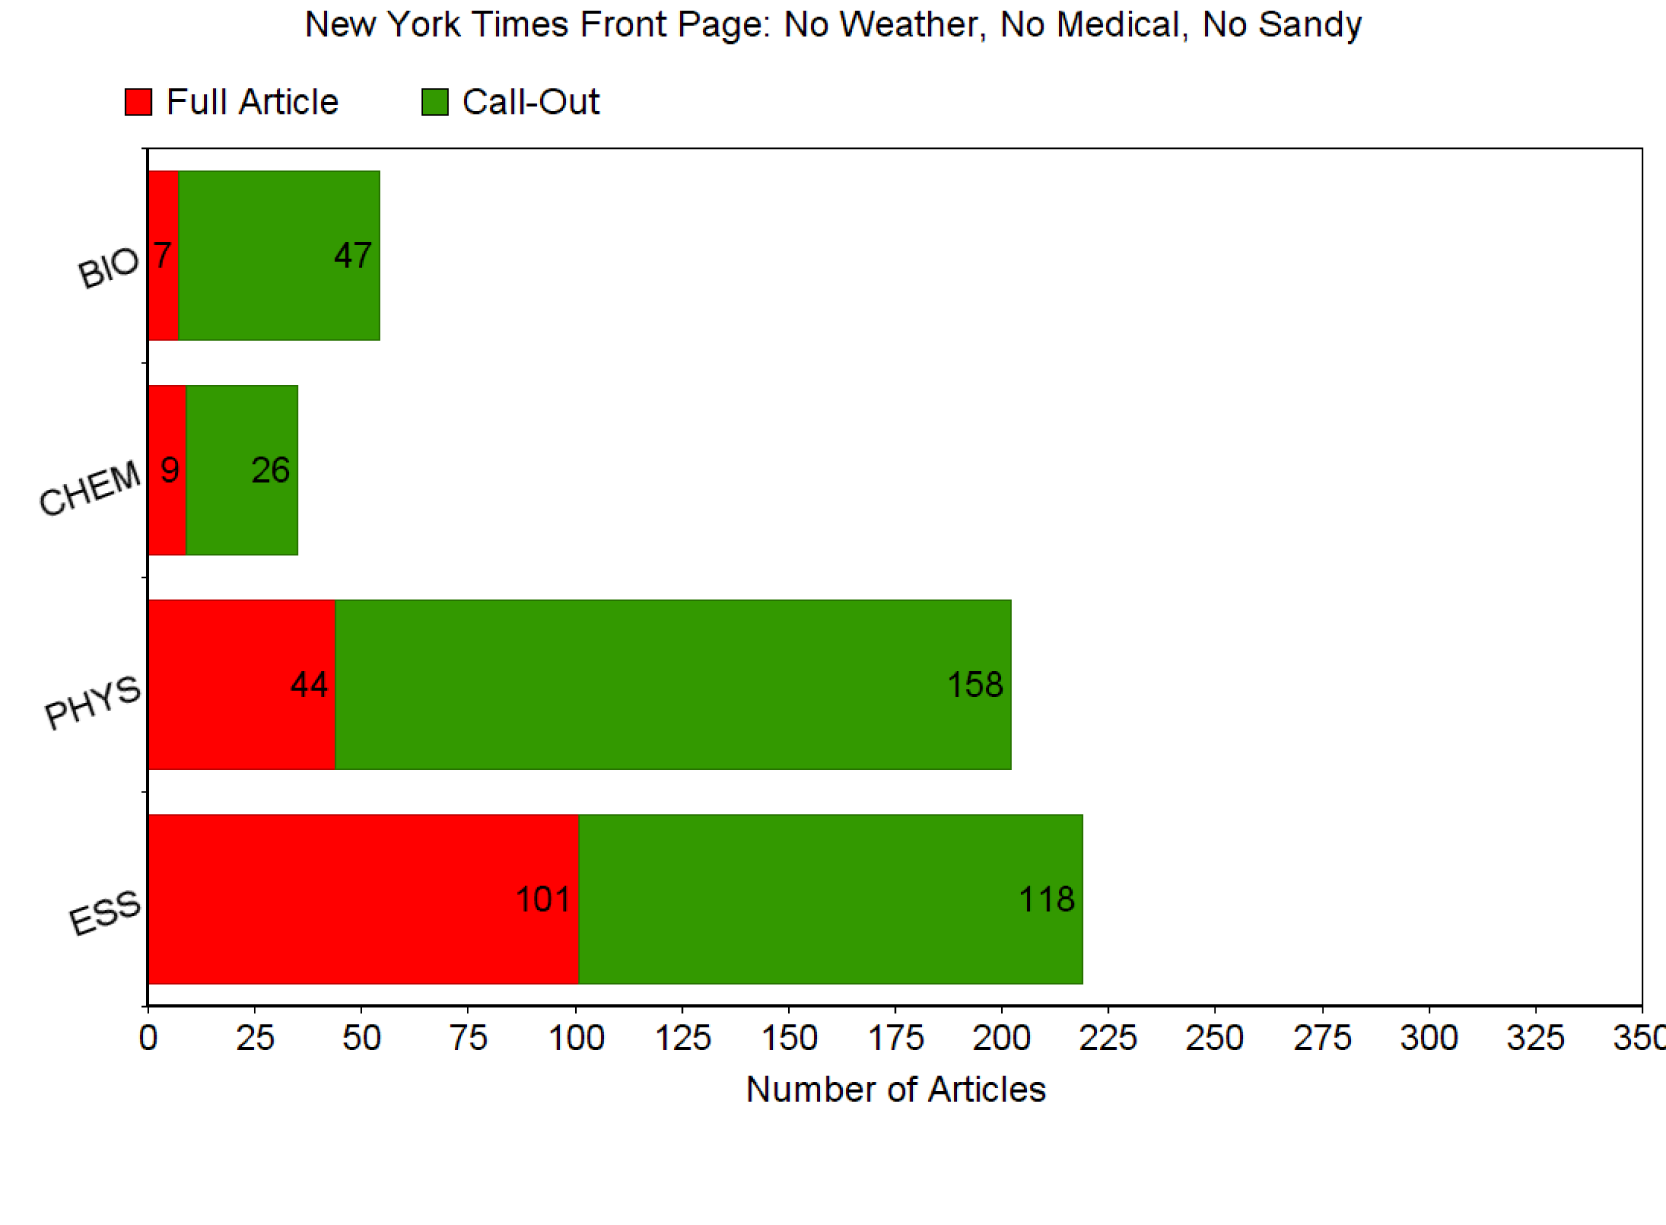 New York Times Front Page: No Weather, No Medical, No Sandy
Full Article Call-Out
BIO 7 47
CHEM 9 26
PHYS 44 158
ESS 101 118
0 25 50 75 100 125 150 175 200 225 250 275 300 325 350
Number of Articles